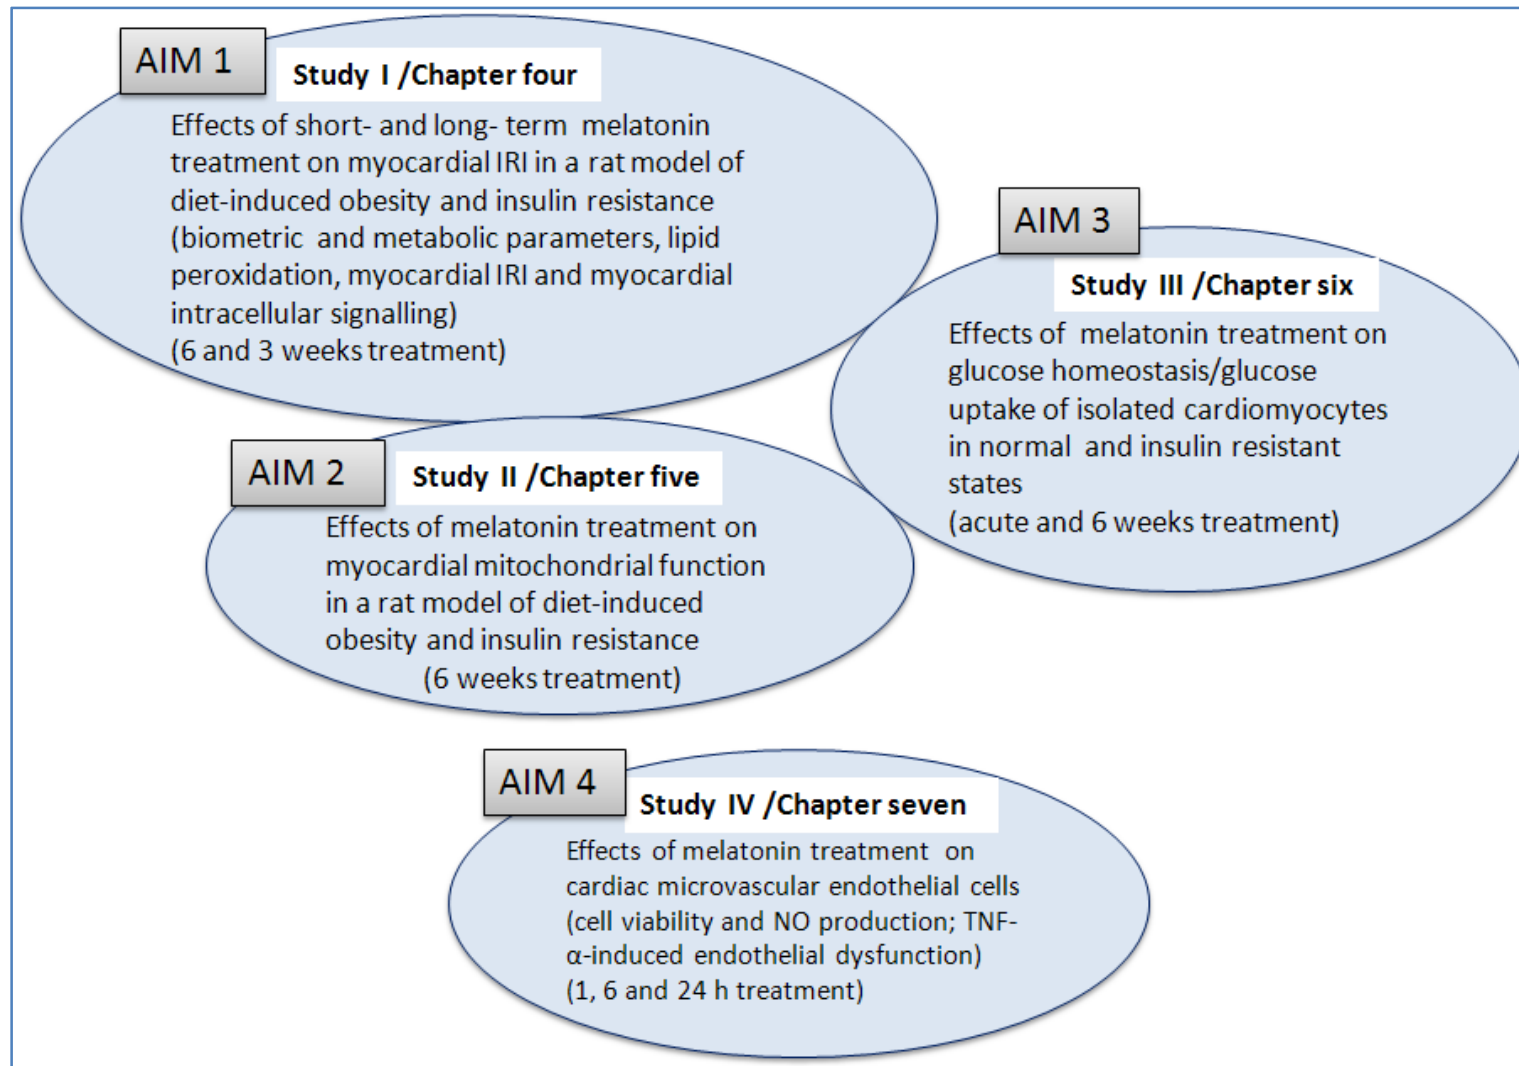 AIM 1
Study I /Chapter four
Effects of short- and long- term melatonin
treatment on myocardial IRI in a rat model of
diet-induced obesity and insulin resistance
(biometric and metabolic parameters, lipid
peroxidation, myocardial IRI and myocardial
intracellular signalling)
(6 and 3 weeks treatment)
AIM 2
Study II /Chapter five
Effects of melatonin treatment on
myocardial mitochondrial function
in a rat model of diet-induced
obesity and insulin resistance
(6 weeks treatment)
AIM 3
Study III /Chapter six
Effects of melatonin treatment on
glucose homeostasis/glucose
uptake of isolated cardiomyocytes
in normal and insulin resistant
states
(acute and 6 weeks treatment)
AIM 4
Study IV /Chapter seven
Effects of melatonin treatment on
cardiac microvascular endothelial cells
(cell viability and NO production; TNF-
α-induced endothelial dysfunction)
(1, 6 and 24 h treatment)